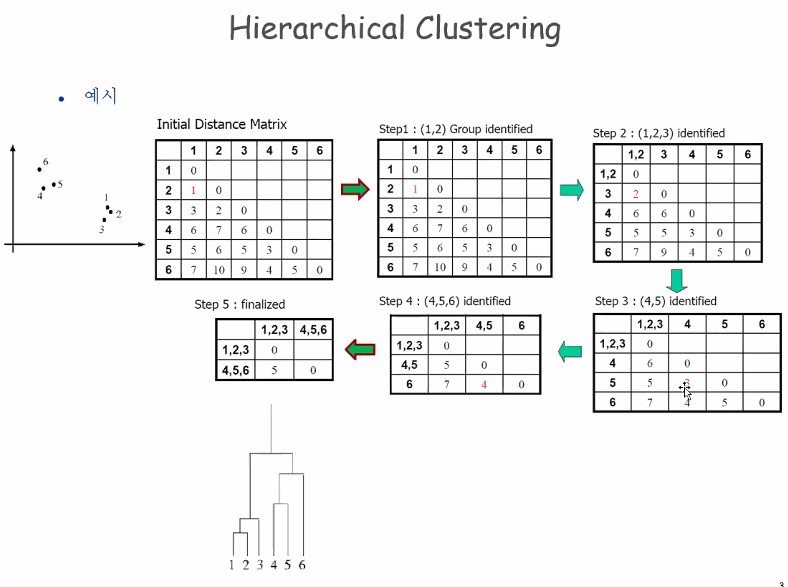 Hierarchical Clustering
• 예시
Initial Distance Matrix
1 2 3 4 5 6
1 0
2 1 0
3 3 2 0
4 6 7 6 0
5 5 6 5 3 0
6 7 10 9 4 5 0
Step1 : (1,2) Group identified
1 2 3 4 5 6
1 0
2 1 0
3 3 2 0
4 6 7 6 0
5 5 6 5 3 0
6 7 10 9 4 5 0
Step 2 : (1,2,3) identified
1,2 3 4 5 6
1,2 0
3 2 0
4 6 6 0
5 5 5 3 0
6 7 9 4 5 0
6
4 5
1
2
3
Step 5 : finalized
1,2,3 4,5,6
1,2,3 0
4,5,6 5 0
Step 4 : (4,5,6) identified
1,2,3 4,5 6
1,2,3 0
4,5 5 0
6 7 4 0
Step 3 : (4,5) identified
1,2,3 4 5 6
1,2,3 0
4 6 0
5 5 3 0
6 7 4 5 0
1 2 3 4 5 6